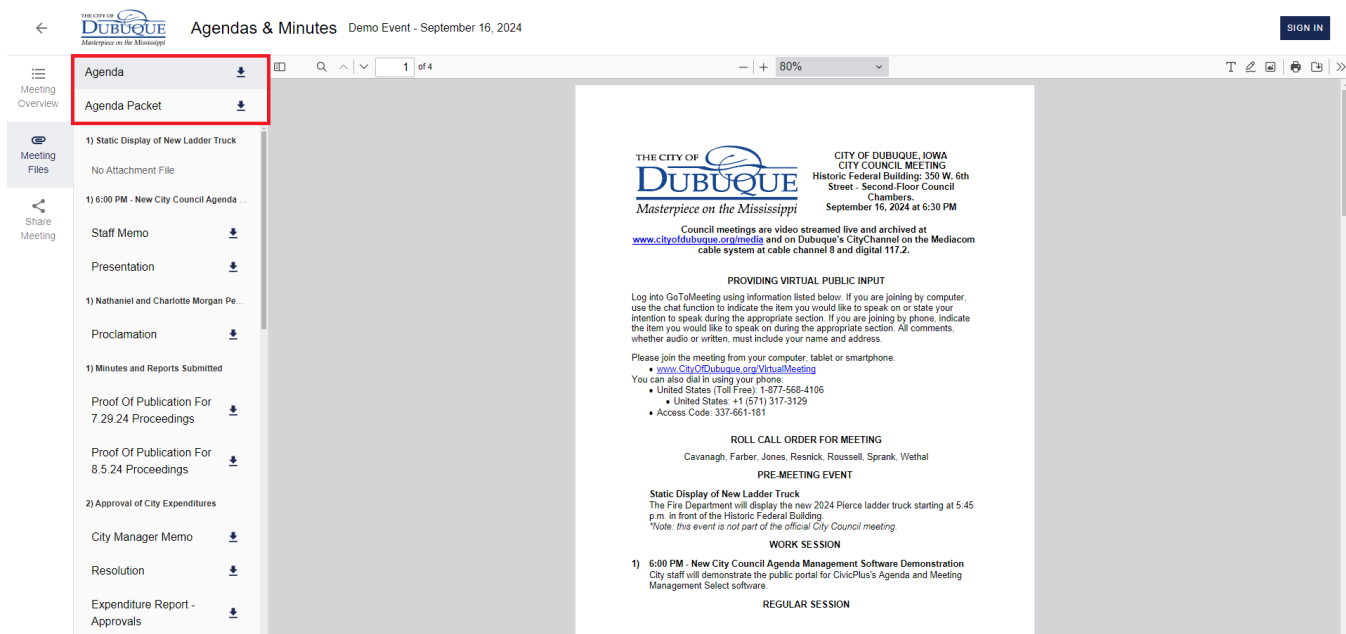 THE CITY OF
DUBUQUE
Masterpiece on the Mississippi
Agendas & Minutes Demo Event - September 16, 2024
SIGN IN
Meeting Overview
Meeting Files
Share Meeting
Agenda
Agenda Packet
1) Static Display of New Ladder Truck
No Attachment File
1) 6:00 PM - New City Council Agenda ...
Staff Memo
Presentation
1) Nathaniel and Charlotte Morgan Pe...
Proclamation
1) Minutes and Reports Submitted
Proof Of Publication For
7.29.24 Proceedings
Proof Of Publication For
8.5.24 Proceedings
2) Approval of City Expenditures
City Manager Memo
Resolution
Expenditure Report -
Approvals
1 of 4
80%
THE CITY OF
DUBUQUE
Masterpiece on the Mississippi
CITY OF DUBUQUE, IOWA
CITY COUNCIL MEETING
Historic Federal Building: 350 W. 6th
Street - Second-Floor Council
Chambers.
September 16, 2024 at 6:30 PM
Council meetings are video streamed live and archived at
www.cityofdubuque.org/media and on Dubuque's CityChannel on the Mediacom
cable system at cable channel 8 and digital 117.2.
PROVIDING VIRTUAL PUBLIC INPUT
Log into GoToMeeting using information listed below. If you are joining by computer,
use the chat function to indicate the item you would like to speak on or state your
intention to speak during the appropriate section. If you are joining by phone, indicate
the item you would like to speak on during the appropriate section. All comments,
whether audio or written, must include your name and address.
Please join the meeting from your computer, tablet or smartphone.
• www.CityOfDubuque.org/VirtualMeeting
You can also dial in using your phone:
• United States (Toll Free): 1-877-568-4106
• United States: +1 (571) 317-3129
• Access Code: 337-661-181
ROLL CALL ORDER FOR MEETING
Cavanagh, Farber, Jones, Resnick, Roussell, Sprank, Wethal
PRE-MEETING EVENT
Static Display of New Ladder Truck
The Fire Department will display the new 2024 Pierce ladder truck starting at 5:45
p.m. in front of the Historic Federal Building.
*Note: this event is not part of the official City Council meeting.
WORK SESSION
1) 6:00 PM - New City Council Agenda Management Software Demonstration
City staff will demonstrate the public portal for CivicPlus's Agenda and Meeting
Management Select software.
REGULAR SESSION